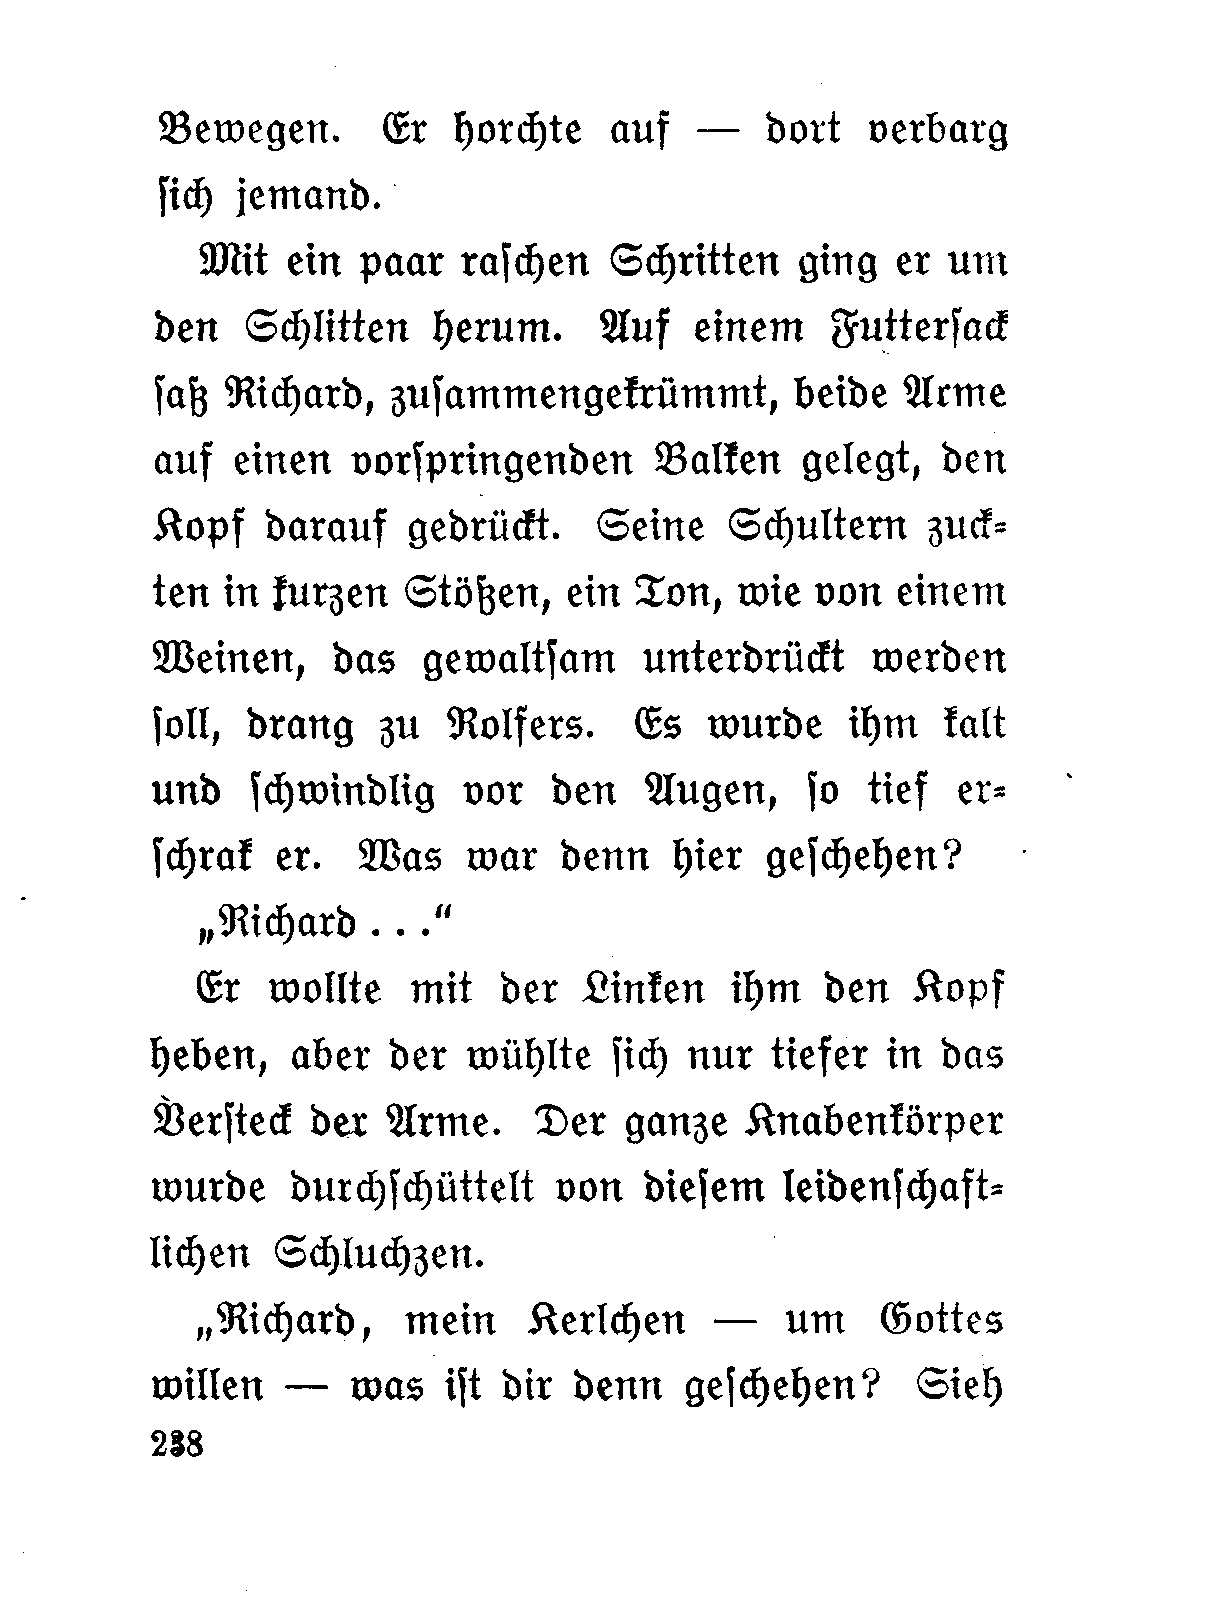 Bewegen. Er horchte auf — dort verbarg
ſich jemand.
Mit ein paar raſchen Schritten ging er um
den Schlitten herum. Auf einem Futterſack
ſaß Richard, zuſammengekrümmt, beide Arme
auf einen vorſpringenden Balken gelegt, den
Kopf darauf gedrückt. Seine Schultern zuck⸗
ten in kurzen Stößen, ein Ton, wie von einem
Weinen, das gewaltſam unterdrückt werden
ſoll, drang zu Rolfers. Es wurde ihm kalt
und ſchwindlig vor den Augen, ſo tief er⸗
ſchrak er. Was war denn hier geſchehen?
„Richard . . .“
Er wollte mit der Linken ihm den Kopf
heben, aber der wühlte ſich nur tiefer in das
Verſteck der Arme. Der ganze Knabenkörper
wurde durchſchüttelt von dieſem leidenſchaft⸗
lichen Schluchzen.
„Richard, mein Kerlchen — um Gottes
willen — was iſt dir denn geſchehen? Sieh
238